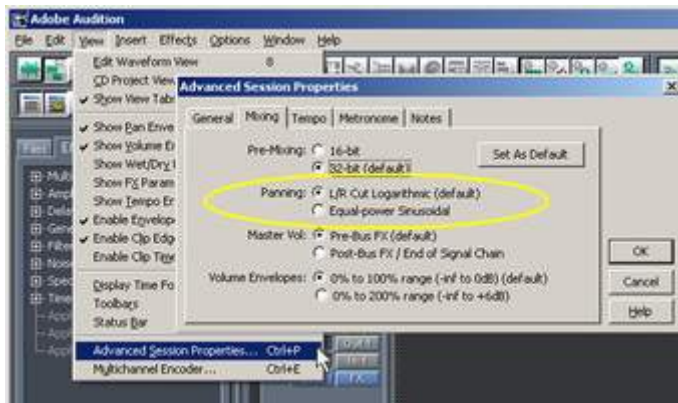 Adobe Audition
File Edit View Insert Effects Options Window Help
Edit Waveform View 8
CD Project View
Show View Tabs
Show Pan Enve
Show Volume E
Show Wet/Dry
Show FX Param
Show Tempo En
Enable Envelop
Enable Clip Edg
Enable Clip Time
Display Time Fo
Toolbars
Status Bar
Advanced Session Properties... Ctrl+P
Multichannel Encoder... Ctrl+E
Advanced Session Properties
General Mixing Tempo Metronome Notes
Pre-Mixing: 16-bit
32-bit (default)
Set As Default
Panning: L/R Cut Logarithmic (default)
Equal-power Sinusoidal
Master Vol: Pre-Bus FX (default)
Post-Bus FX / End of Signal Chain
Volume Envelopes: 0% to 100% range (-inf to 0dB) (default)
0% to 200% range (-inf to +6dB)
OK
Cancel
Help